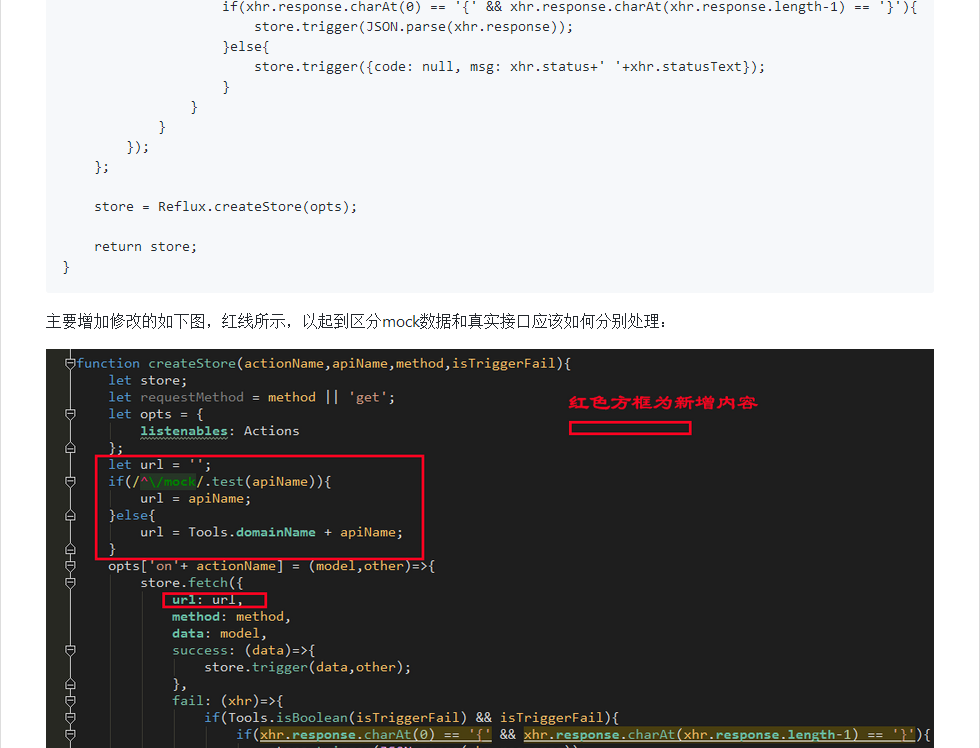 if(xhr.response.charAt(0) == '{' && xhr.response.charAt(xhr.response.length-1) == '}'){
store.trigger(JSON.parse(xhr.response));
}else{
store.trigger({code: null, msg: xhr.status+' '+xhr.statusText});
}
}
}
});
};
store = Reflux.createStore(opts);
return store;
}
主要增加修改的如下图，红线所示，以起到区分mock数据和真实接口应该如何分别处理：
function createStore(actionName,apiName,method,isTriggerFail){
let store;
let requestMethod = method || 'get';
let opts = {
红色方框为新增内容
listenables: Actions
};
let url = '';
if(/^\/mock/.test(apiName)){
url = apiName;
}else{
url = Tools.domainName + apiName;
}
opts['on'+ actionName] = (model,other)=>{
store.fetch({
url: url,
method: method,
data: model,
success: (data)=>{
store.trigger(data,other);
},
fail: (xhr)=>{
if(Tools.isBoolean(isTriggerFail) && isTriggerFail){
if(xhr.response.charAt(0) == '{' && xhr.response.charAt(xhr.response.length-1) == '}'){